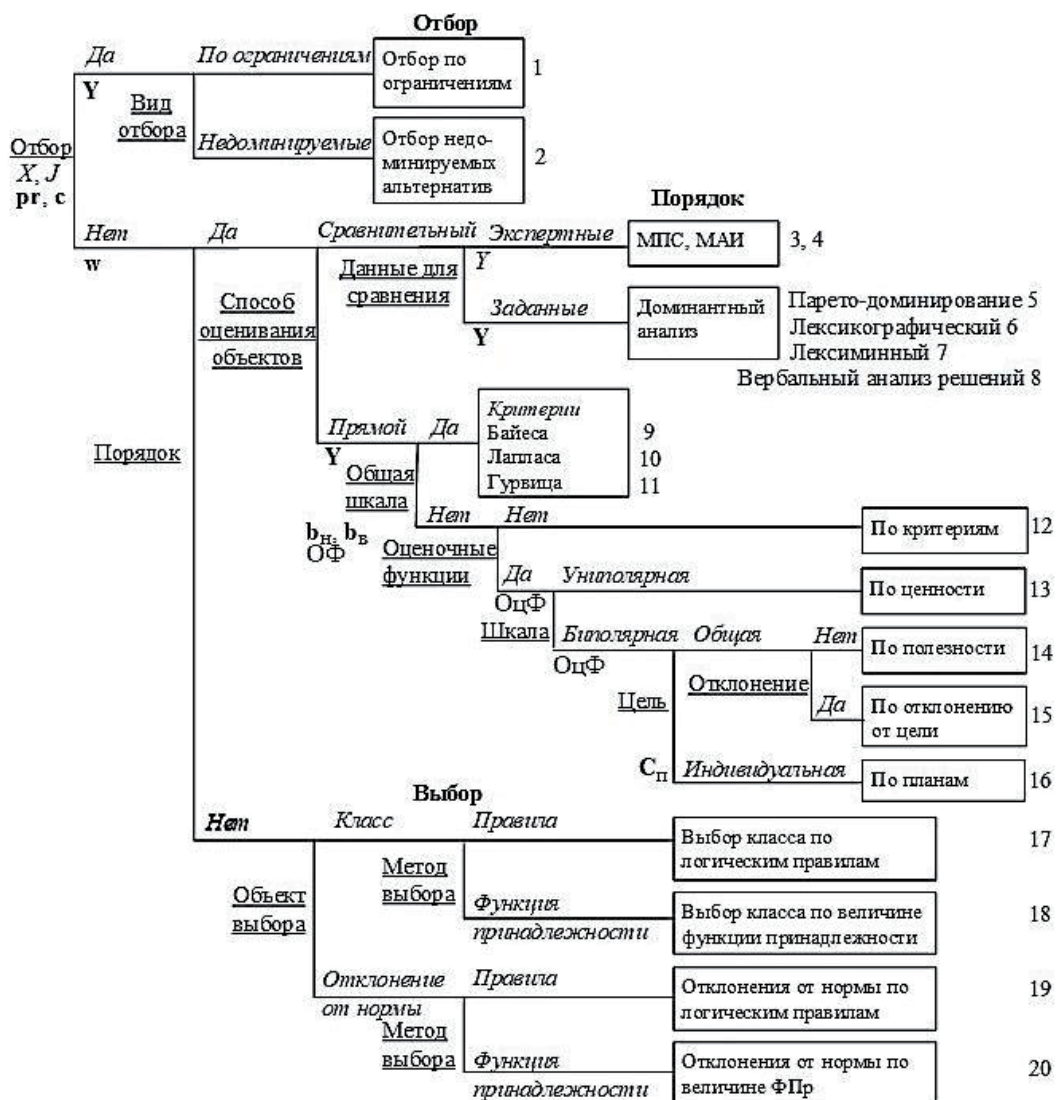 Отбор
Да
По ограничениям
Отбор по
ограничениям
1
Y
Вид
отбора
Недоминируемые
Отбор недо-
минируемых
альтернатив
2
Отбор
X, J
pr, c
Порядок
Нет
Да
Сравнительный
Экспертные
МПС, МАИ
3, 4
w
Y
Данные для
сравнения
Способ
оценивания
объектов
Заданные
Y
Доминантный
анализ
Парето-доминирование 5
Лексикографический 6
Лексиминный 7
Вербальный анализ решений 8
Порядок
Прямой
Да
Y
Критерии
Байеса 9
Лапласа 10
Гурвица 11
Общая
шкала
Нет
Нет
По критериям
12
bн, bв
ОФ
Оценочные
функции
Да
Униполярная
По ценности
13
ОцФ
Шкала
Биполярная
Общая
Нет
По полезности
14
ОцФ
Отклонение
Цель
Да
По отклонению
от цели
15
Cп
Индивидуальная
По планам
16
Выбор
Нет
Класс
Правила
Выбор класса по
логическим правилам
17
Метод
выбора
Объект
выбора
Функция
принадлежности
Выбор класса по величине
функции принадлежности
18
Отклонение
от нормы
Правила
Отклонения от нормы по
логическим правилам
19
Метод
выбора
Функция
принадлежности
Отклонения от нормы по
величине ФПр
20